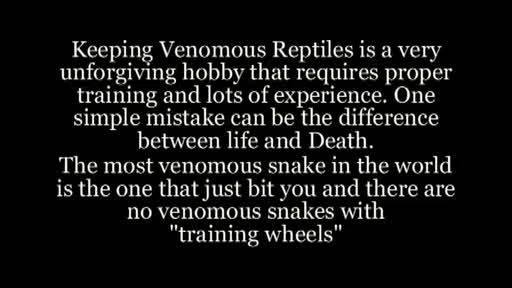 Keeping Venomous Reptiles is a very
unforgiving hobby that requires proper
training and lots of experience. One
simple mistake can be the difference
between life and Death.
The most venomous snake in the world
is the one that just bit you and there are
no venomous snakes with
"training wheels"